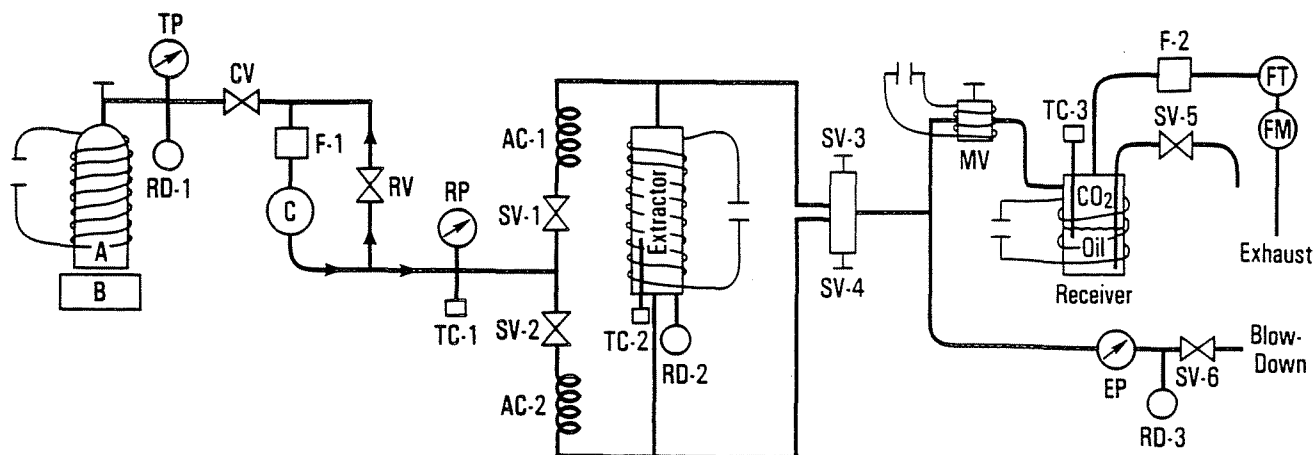 TP
CV
A
B
RD-1
F-1
C
RV
RP
TC-1
AC-1
SV-1
SV-2
AC-2
Extractor
TC-2
RD-2
SV-3
SV-4
MV
TC-3
F-2
SV-5
FT
FM
CO₂
Oil
Receiver
Exhaust
EP
SV-6
RD-3
Blow-
Down